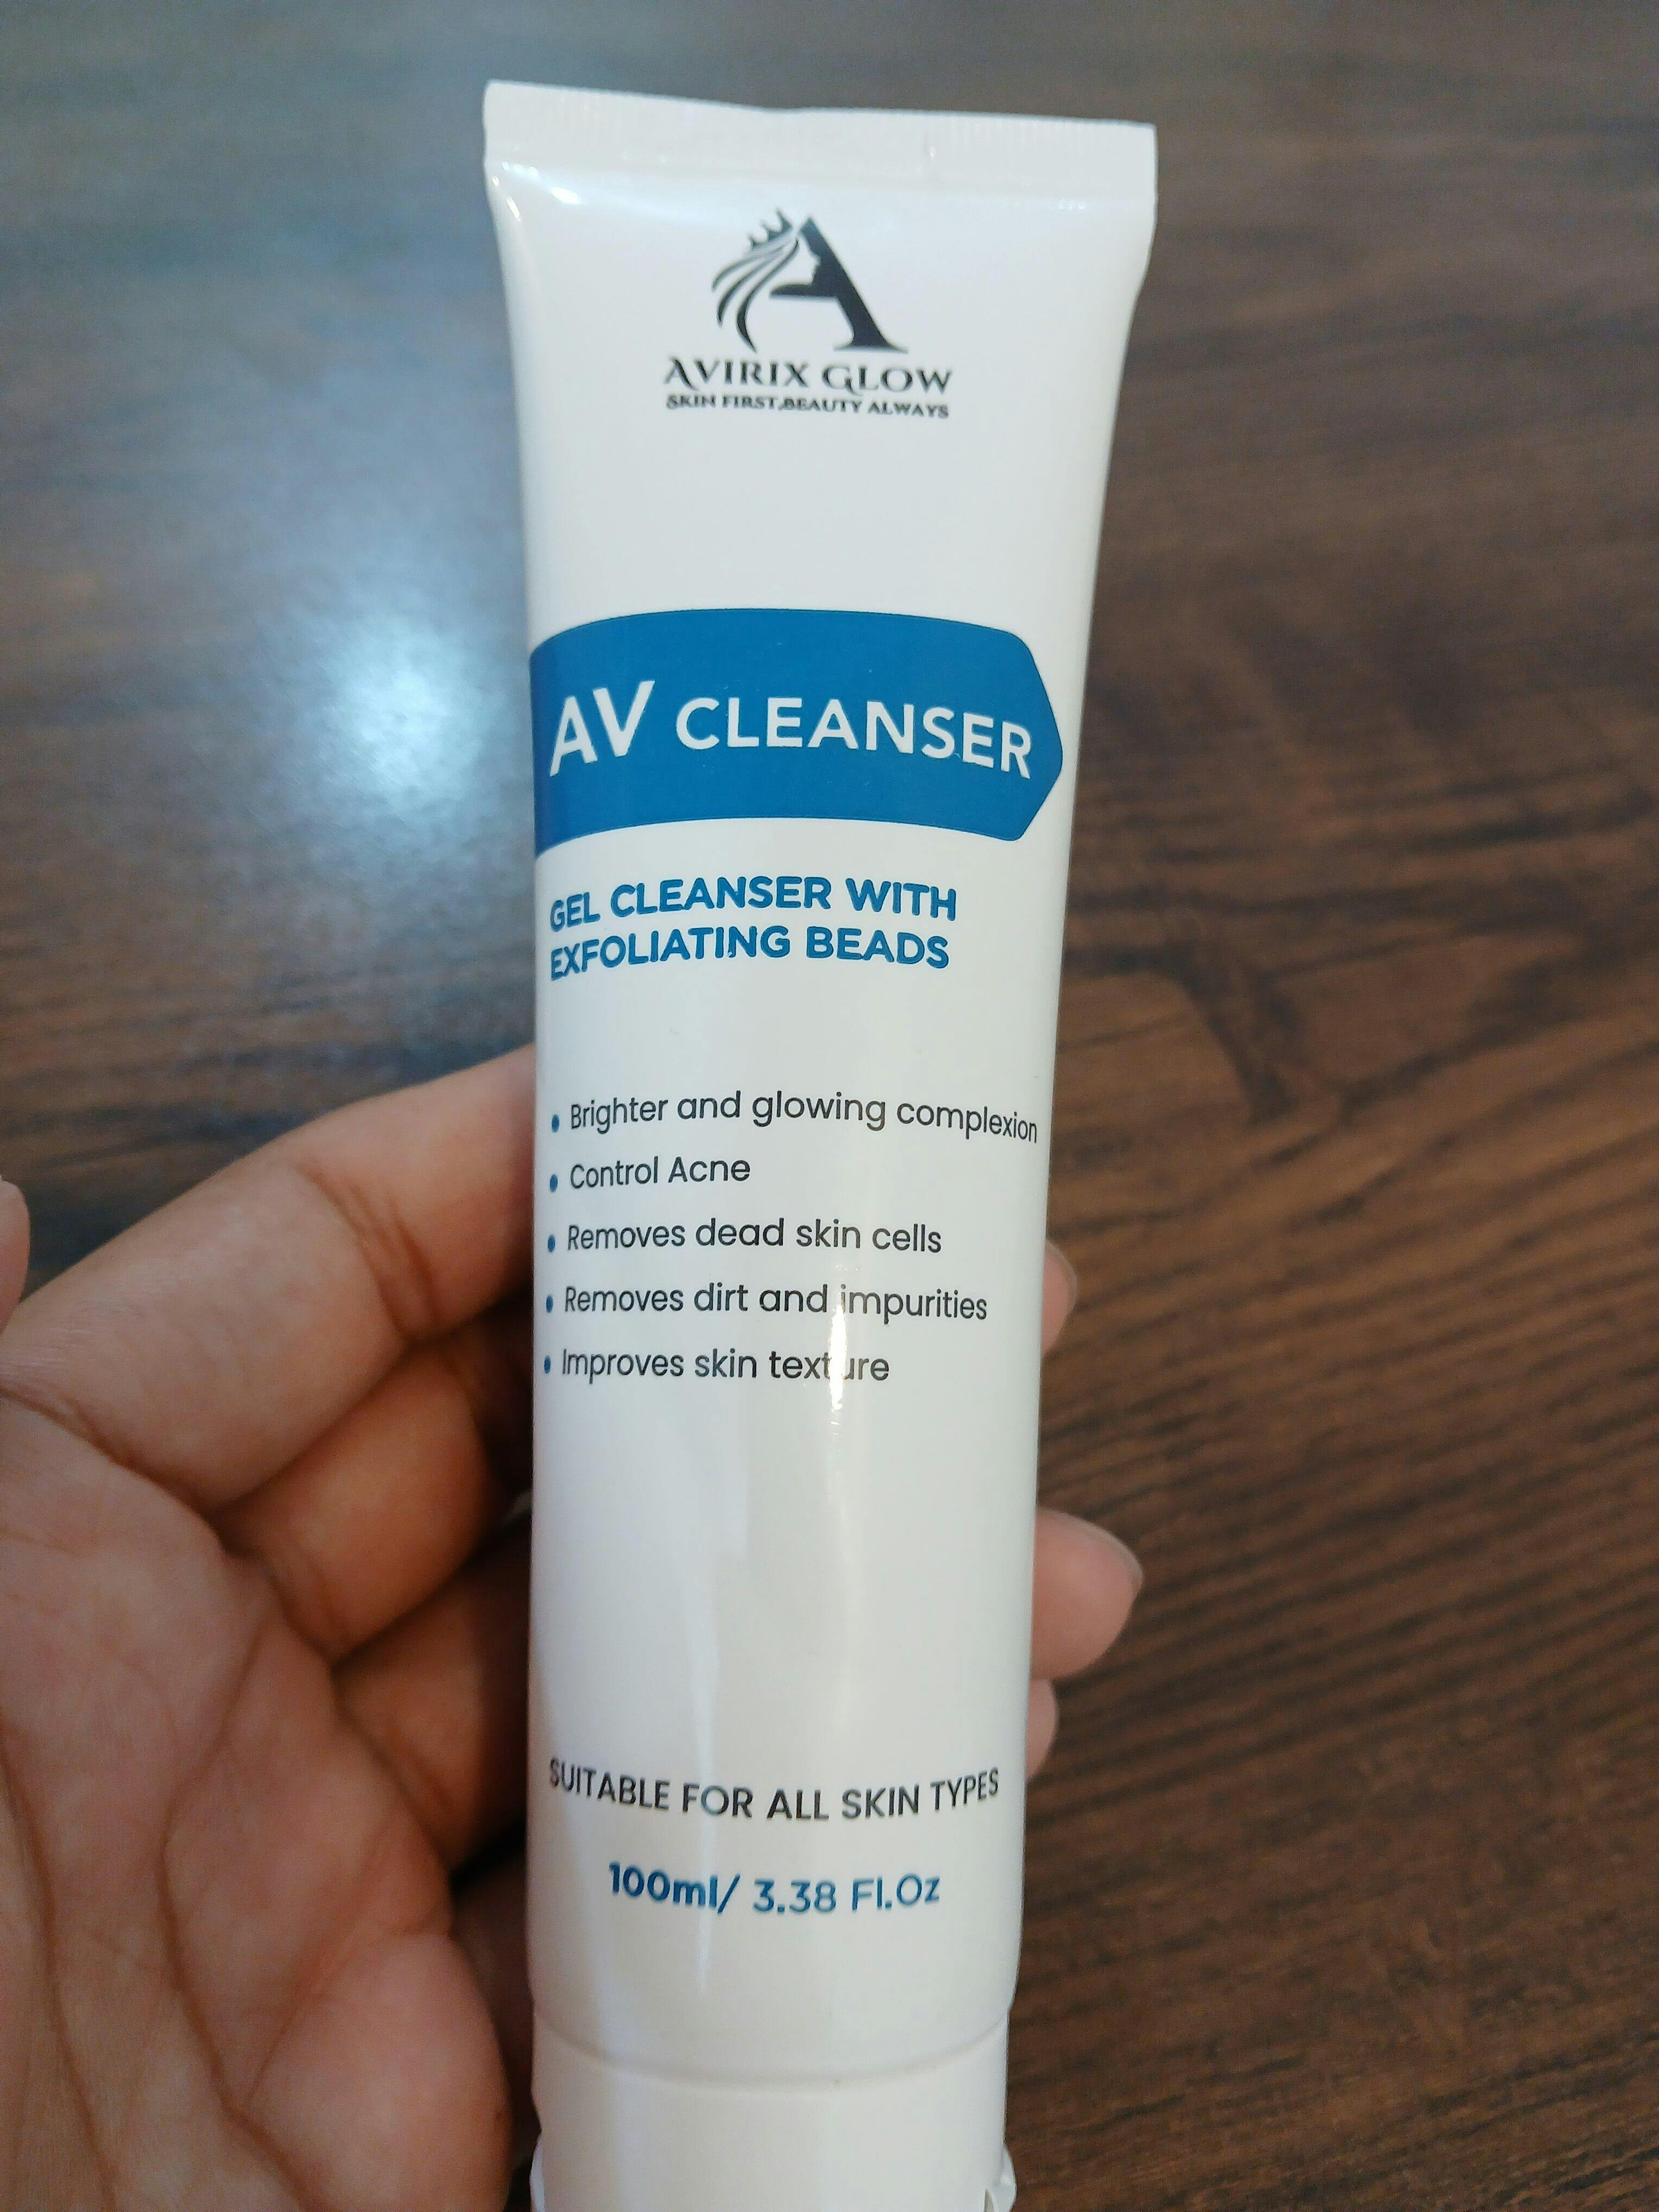 AVIRIX GLOW
SKIN FIRST,BEAUTY ALWAYS
AV CLEANSER
GEL CLEANSER WITH
EXFOLIATING BEADS
• Brighter and glowing complexion
• Control Acne
• Removes dead skin cells
• Removes dirt and impurities
• Improves skin texture
SUITABLE FOR ALL SKIN TYPES
100ml/ 3.38 Fl.Oz